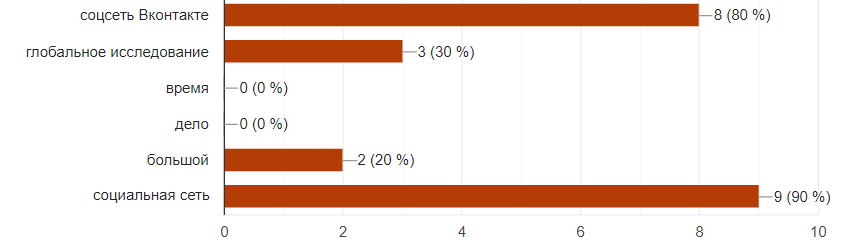 соцсеть Вконтакте 8 (80 %)
глобальное исследование 3 (30 %)
время 0 (0 %)
дело 0 (0 %)
большой 2 (20 %)
социальная сеть 9 (90 %)
0 2 4 6 8 10